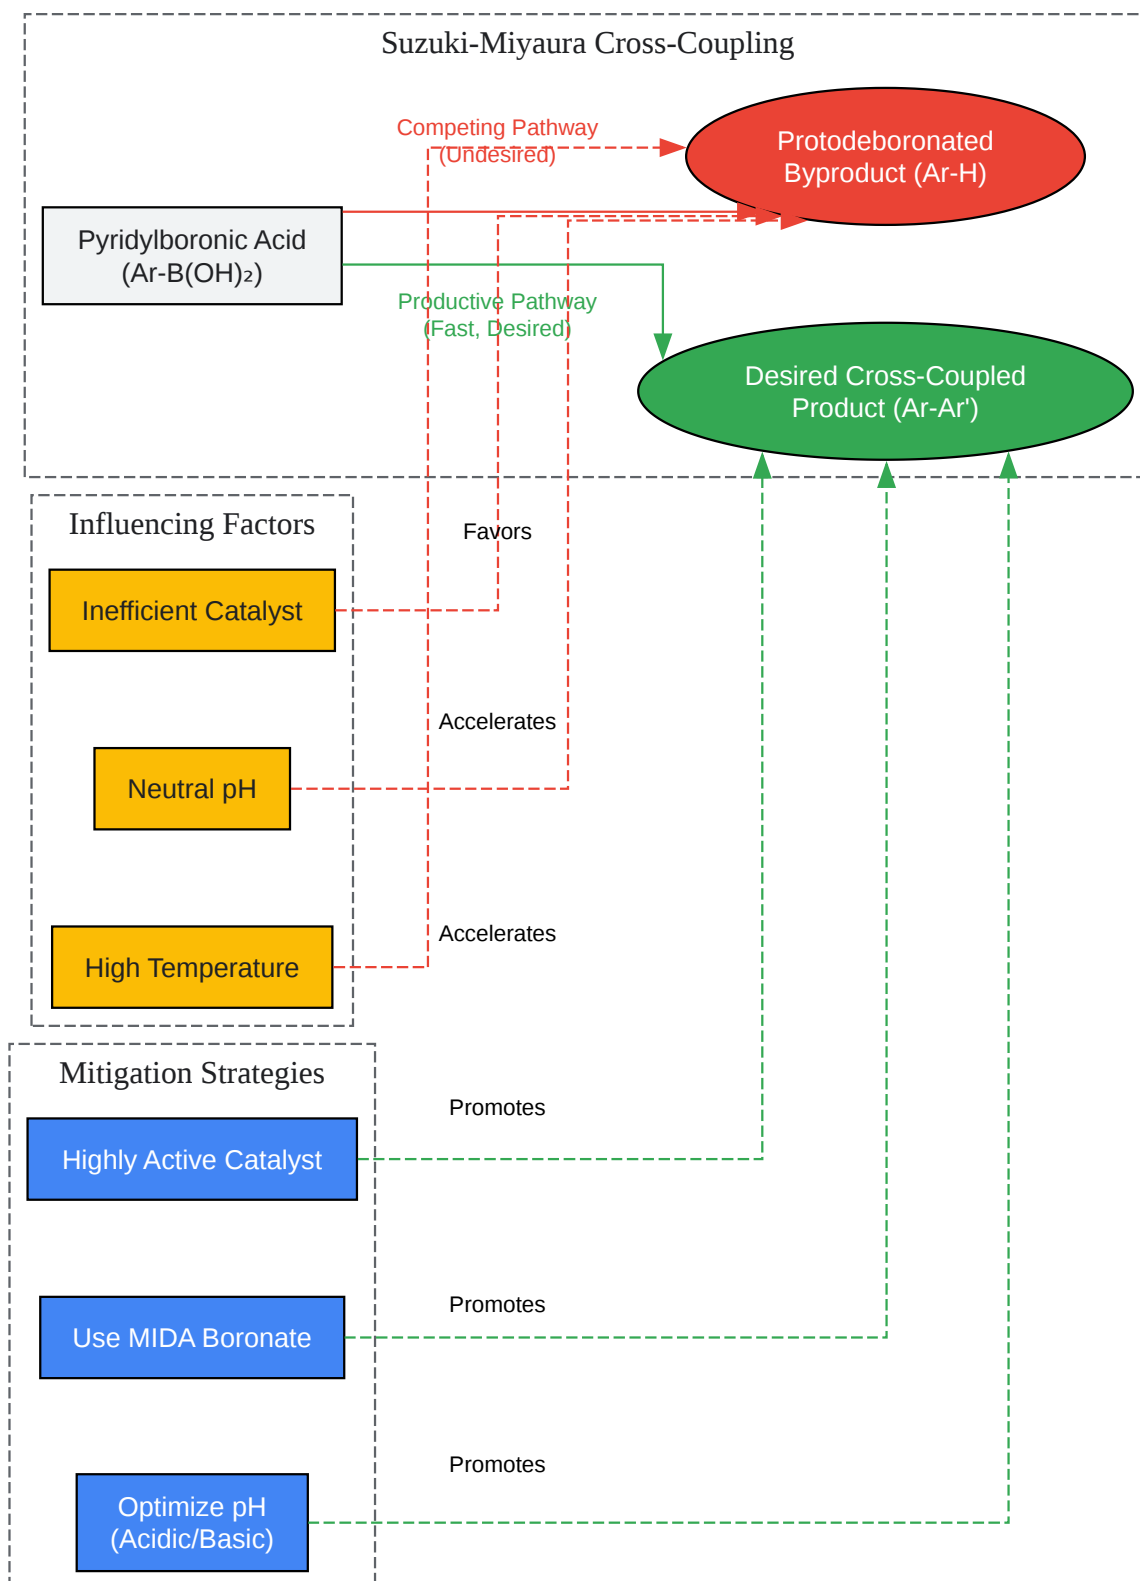 Suzuki-Miyaura Cross-Coupling
Competing Pathway
(Undesired)
Protodeboronated
Byproduct (Ar-H)
Pyridylboronic Acid
(Ar-B(OH)₂)
Productive Pathway
(Fast, Desired)
Desired Cross-Coupled
Product (Ar-Ar')
Influencing Factors
Favors
Inefficient Catalyst
Accelerates
Neutral pH
Accelerates
High Temperature
Mitigation Strategies
Promotes
Highly Active Catalyst
Promotes
Use MIDA Boronate
Promotes
Optimize pH
(Acidic/Basic)